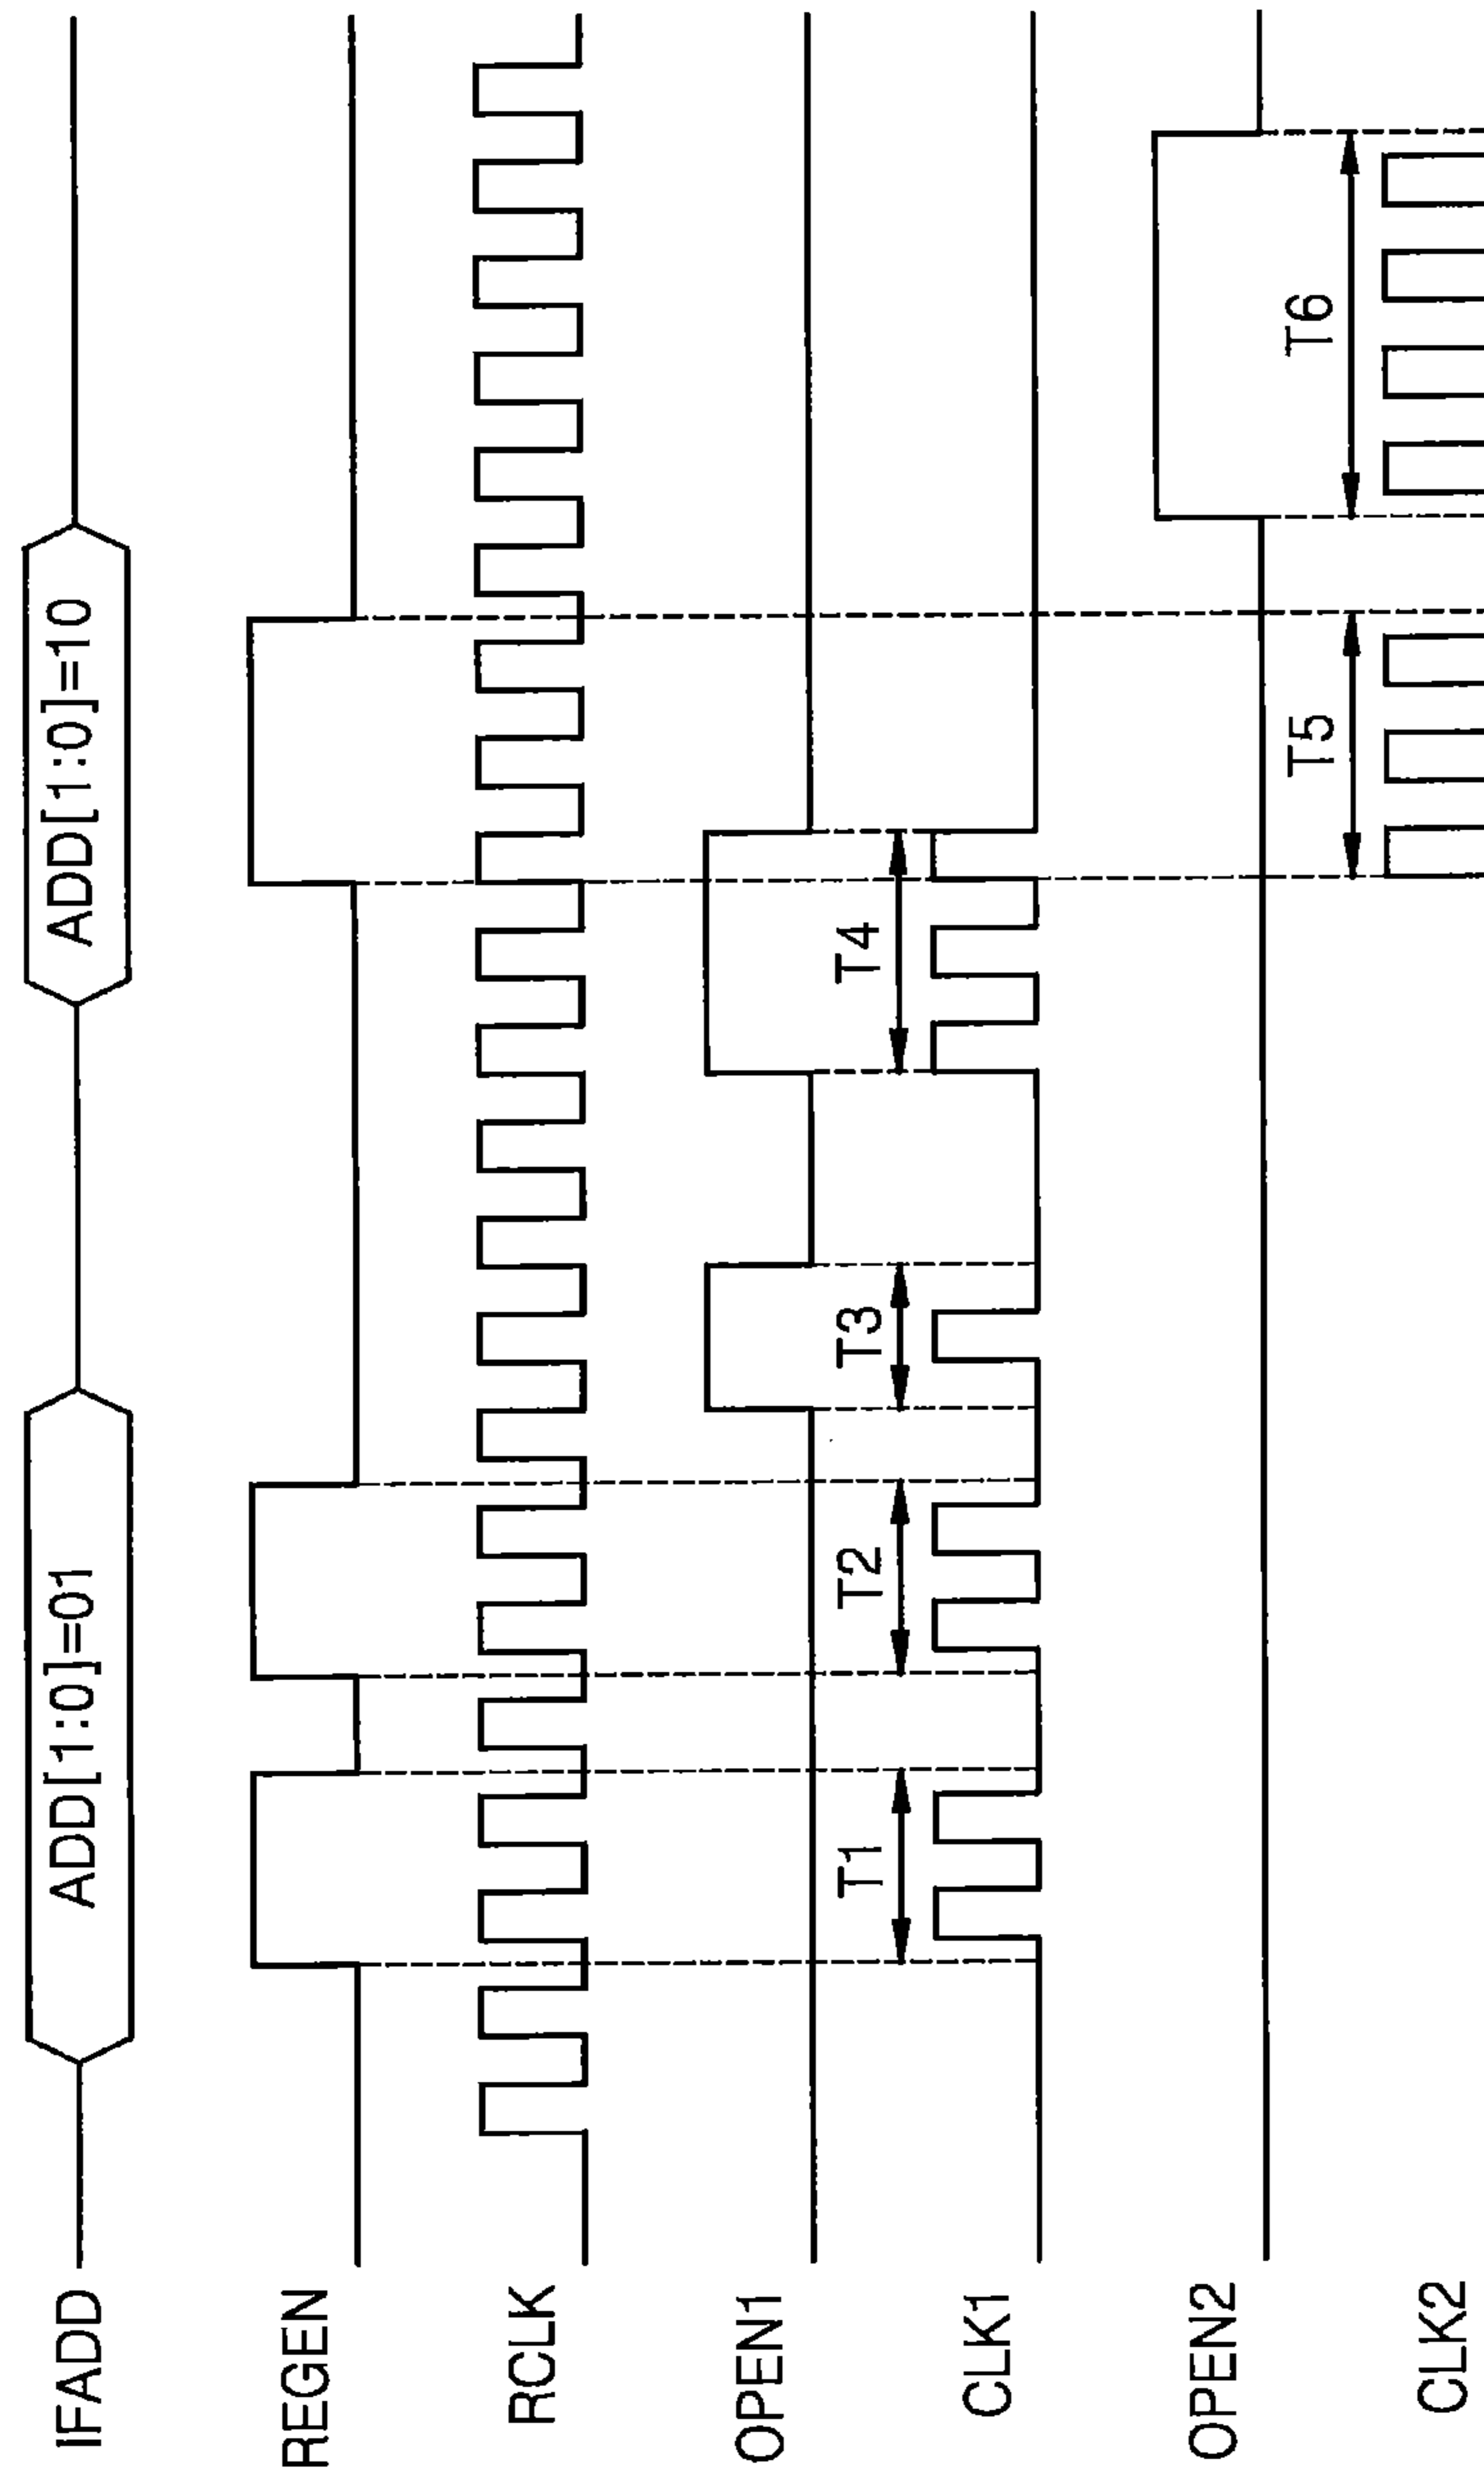 IFADD
ADD[1:0]=01
ADD[1:0]=10
REGEN
RCLK
OPEN1
T1
T2
T3
T4
CLK1
OPEN2
T5
T6
CLK2